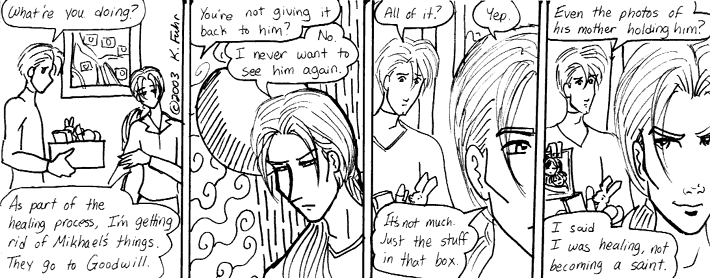 What're you doing?
As part of the
healing process, I'm getting
rid of Mikhael's things.
They go to Goodwill.
©2003 K. Fuhr
You're not giving it
back to him?
No.
I never want to
see him again.
All of it?
Yep.
It's not much.
Just the stuff
in that box.
Even the photos of
his mother holding him?
I said
I was healing, not
becoming a saint.